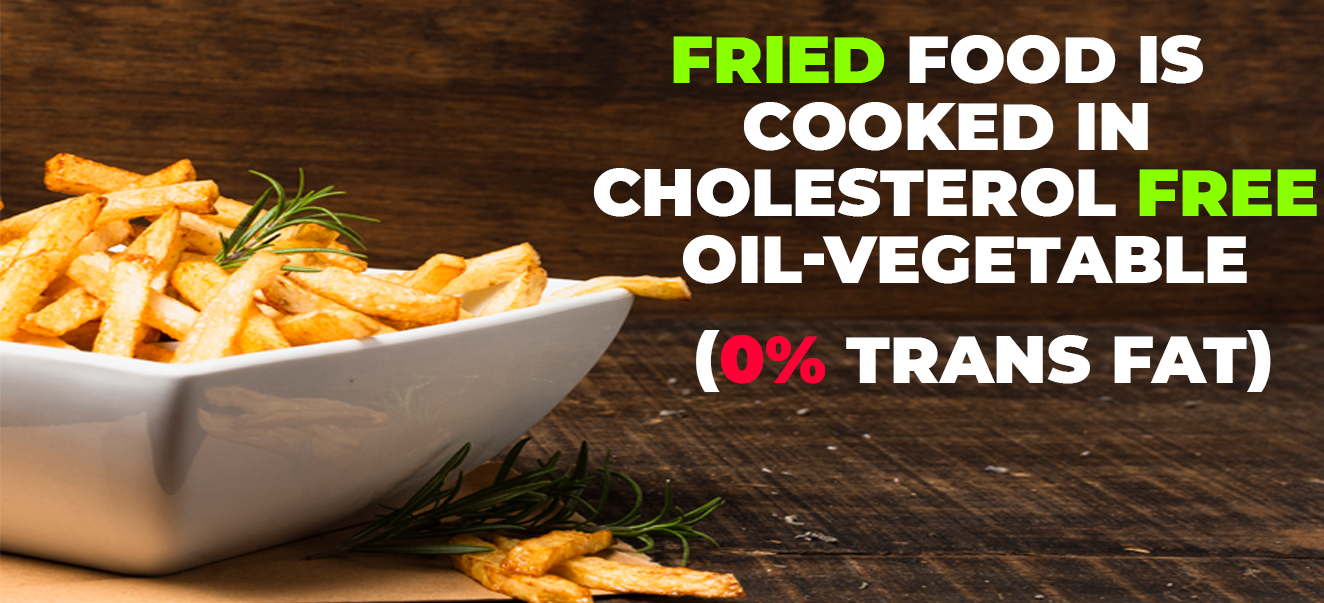 FRIED FOOD IS
COOKED IN
CHOLESTEROL FREE
OIL-VEGETABLE
(0% TRANS FAT)